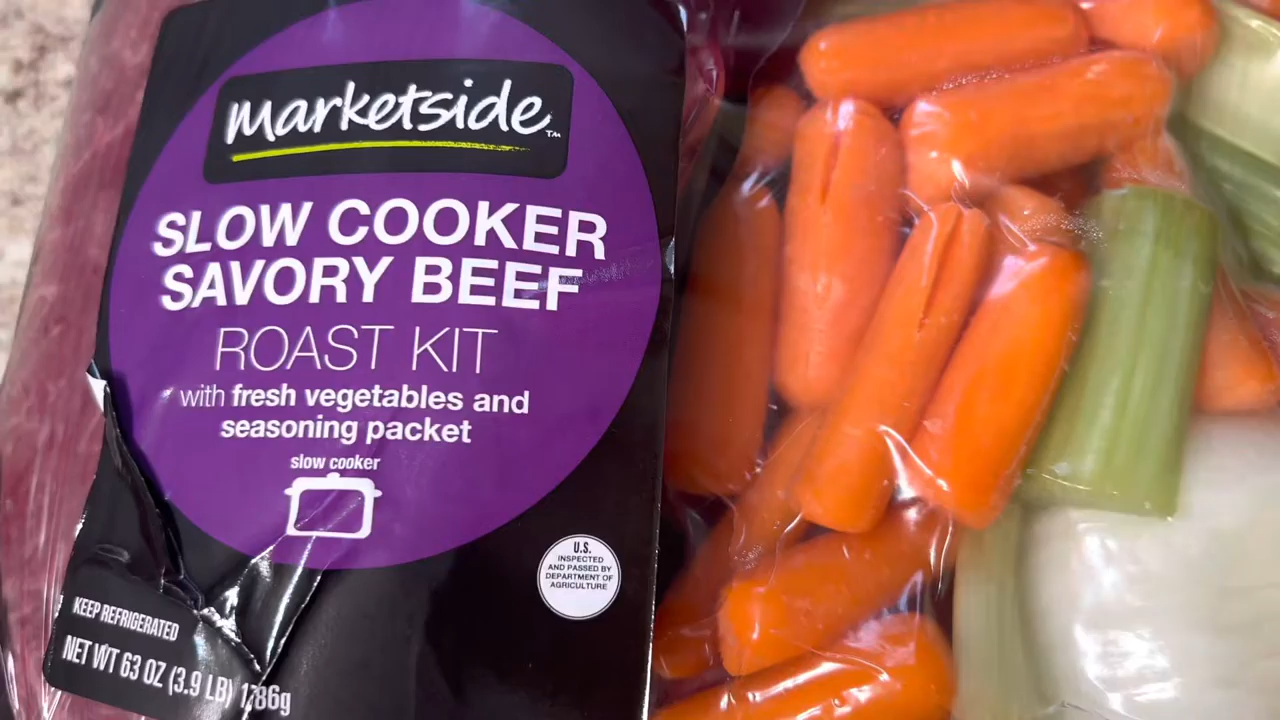 marketside™
SLOW COOKER
SAVORY BEEF
ROAST KIT
with fresh vegetables and
seasoning packet
slow cooker
U.S.
INSPECTED
AND PASSED BY
DEPARTMENT OF
AGRICULTURE
KEEP REFRIGERATED
NET WT 63 OZ (3.9 LB) 1786g